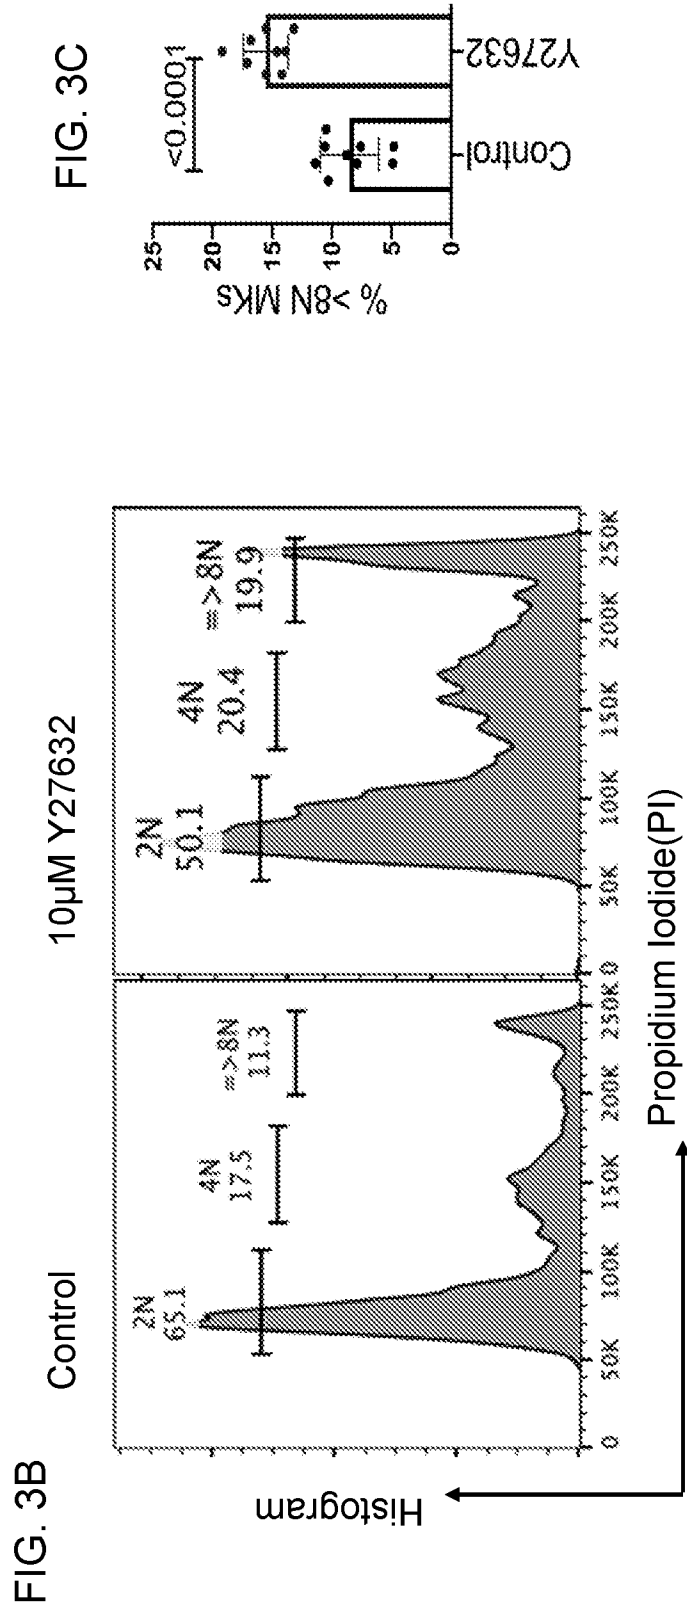 FIG. 3B
Control
10μM Y27632
Histogram
2N
65.1
4N
17.5
=>8N
11.3
0
50K
100K
150K
200K
250K
2N
50.1
4N
20.4
=>8N
19.9
0
50K
100K
150K
200K
250K
Propidium Iodide(PI)
FIG. 3C
<0.0001
% >8N MKs
25
20
15
10
5
0
Control
Y27632